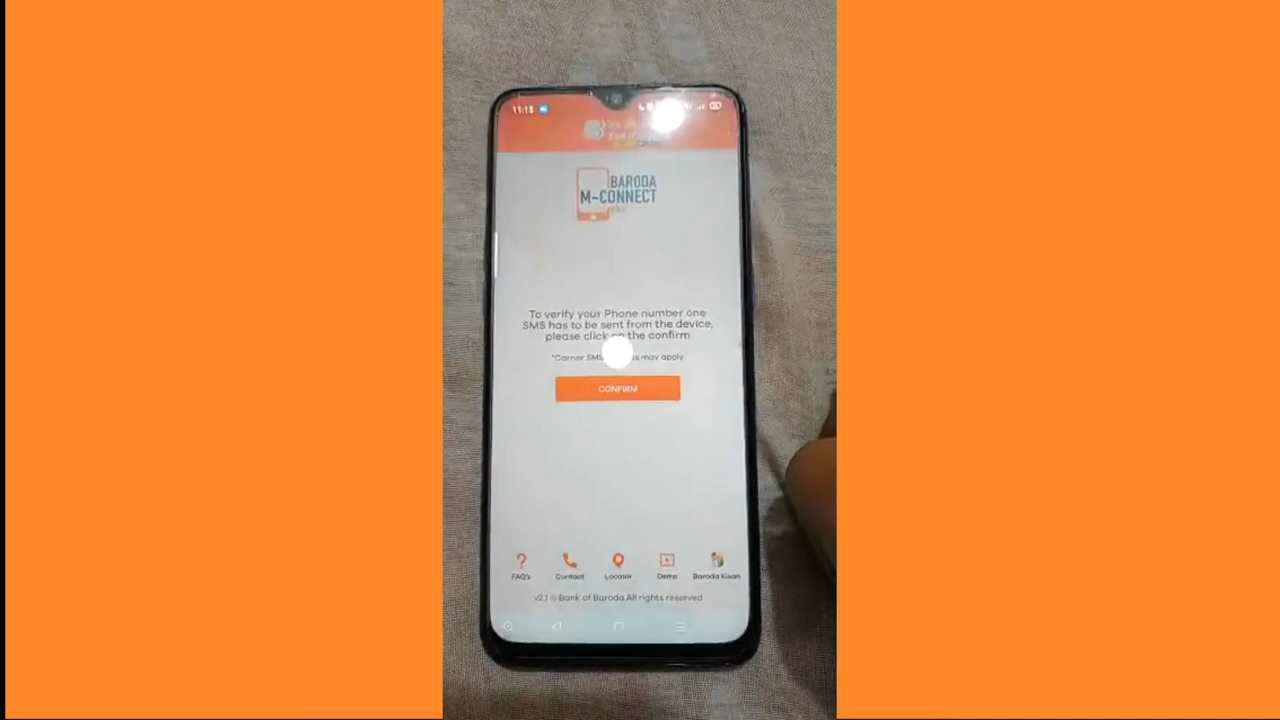 11:18
BARODA
M-CONNECT
To verify your Phone number one
SMS has to be sent from the device,
please click on the confirm
*Carrier SMS may apply
CONFIRM
FAQ's
Contact
Locator
Demo
Baroda Kisan
v2.1 © Bank of Baroda.All rights reserved